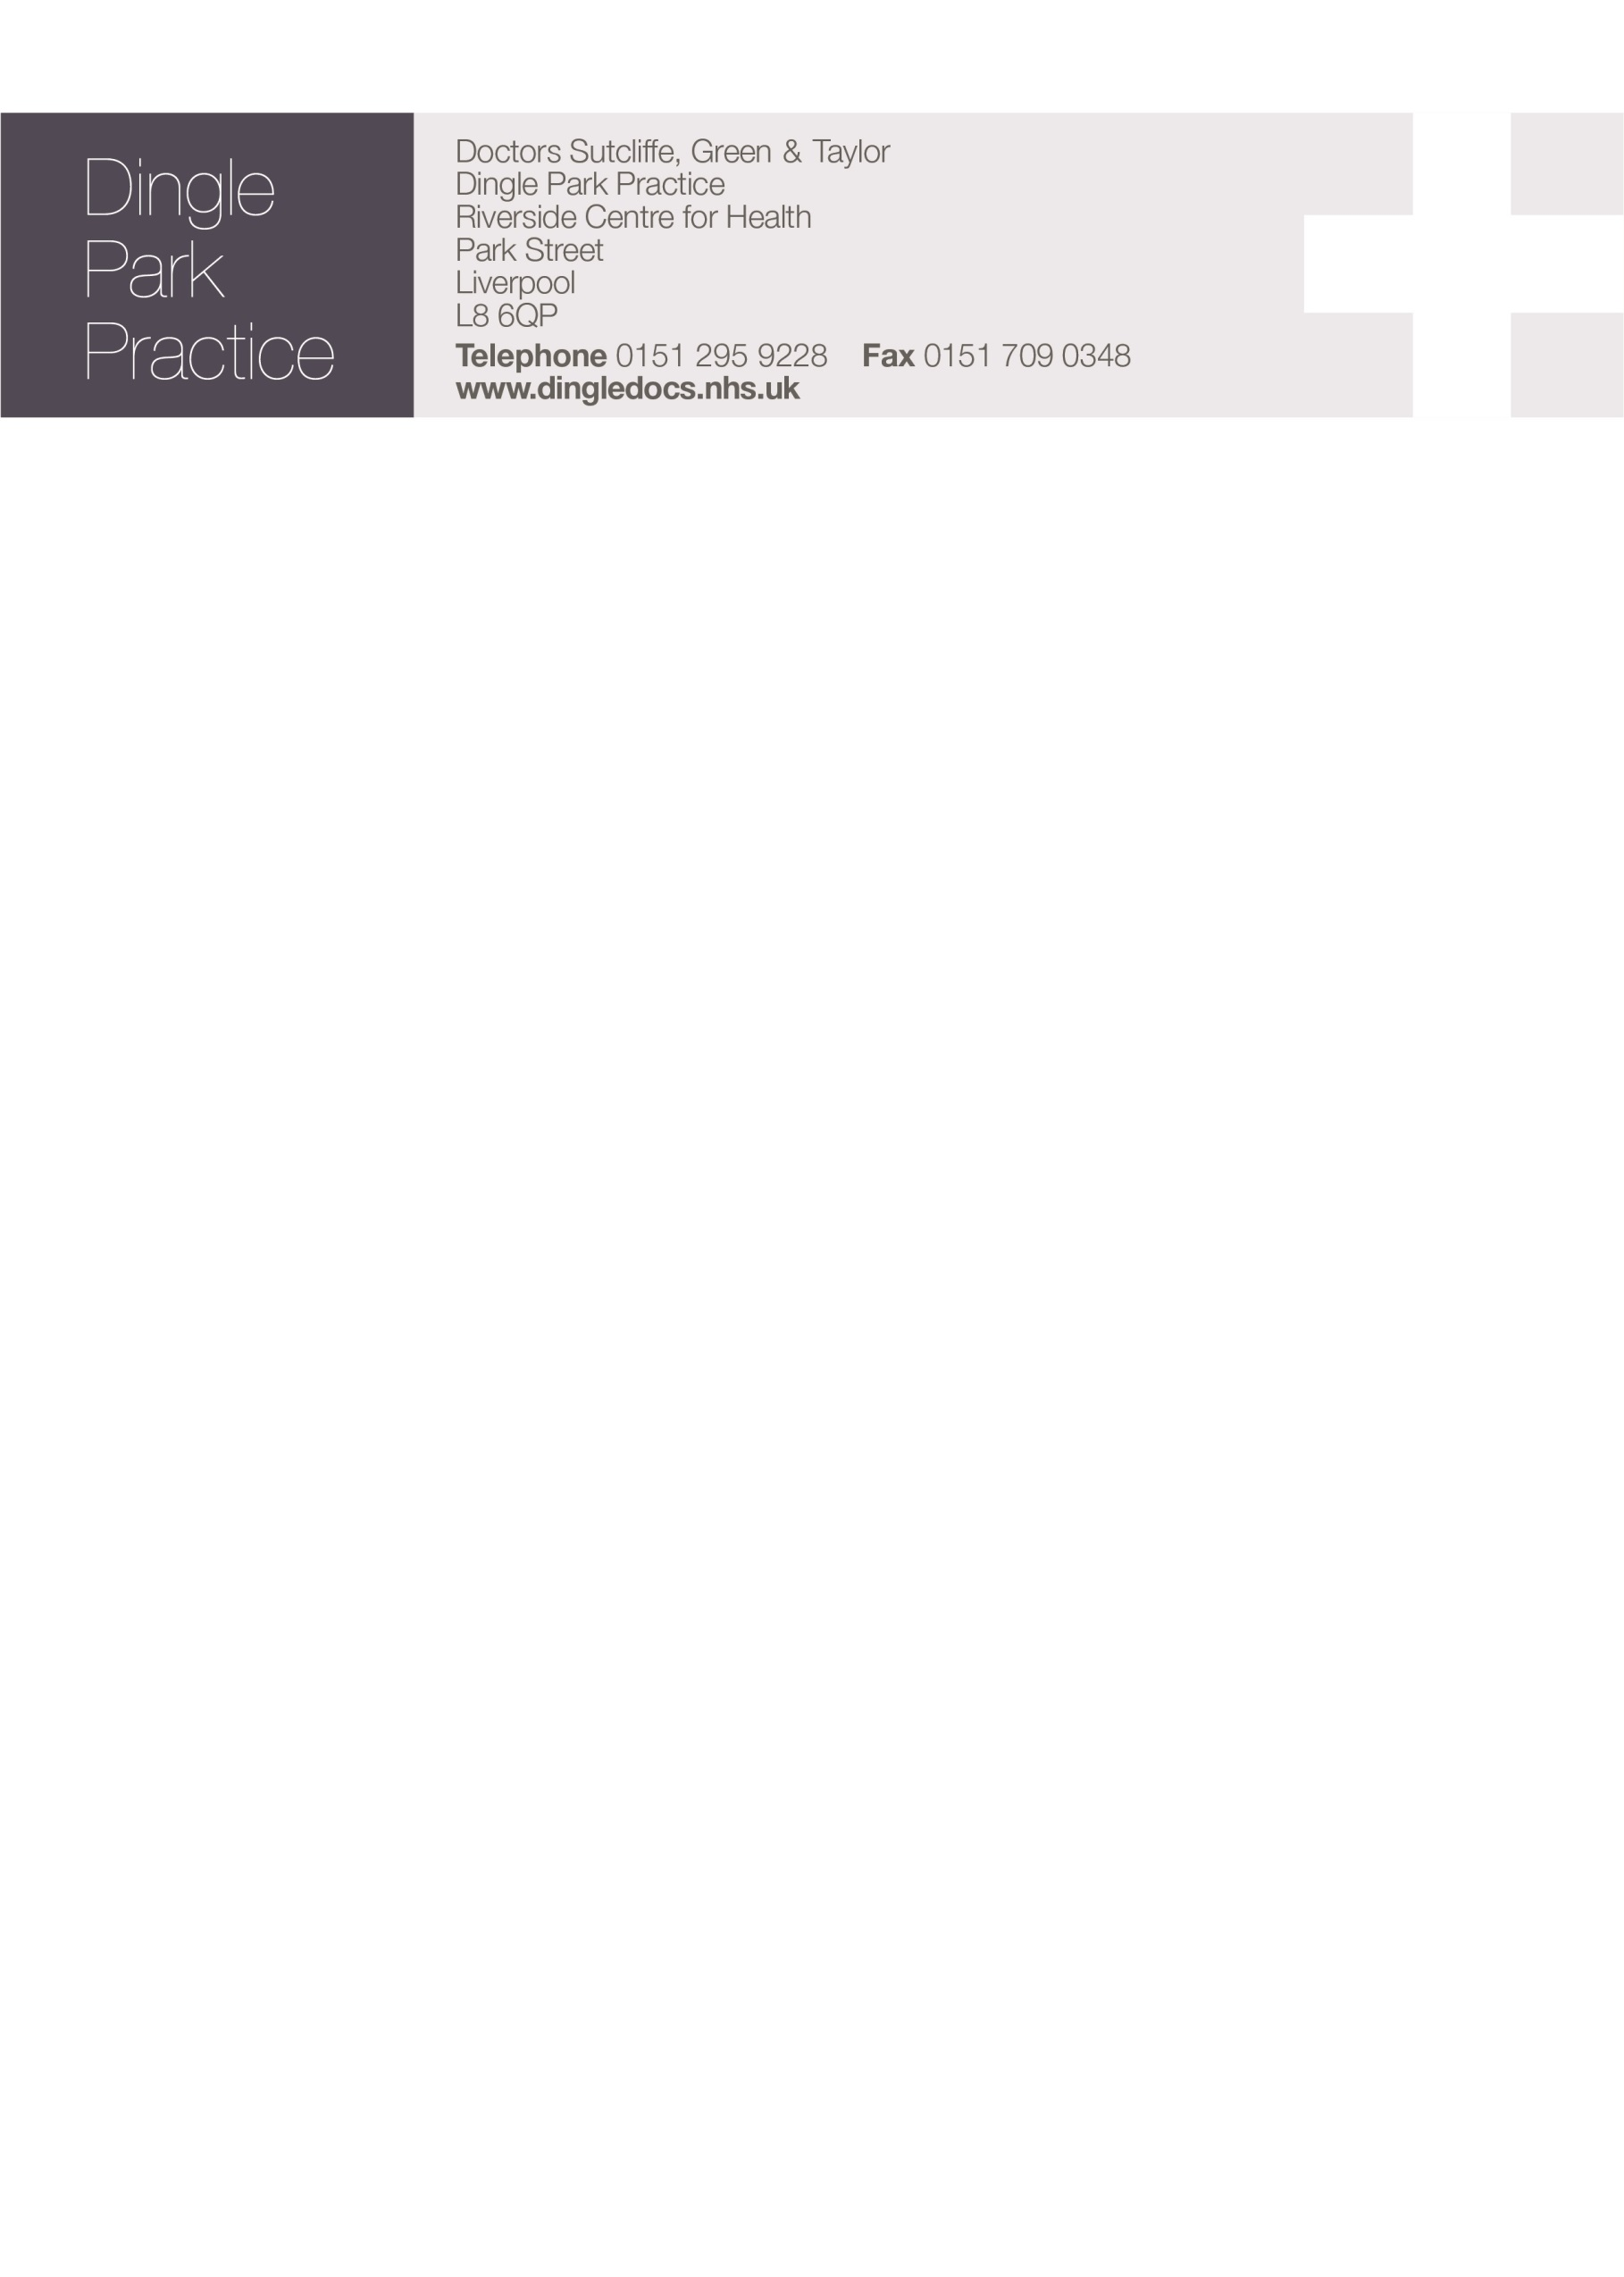 Dingle
Park
Practice
Doctors Sutcliffe, Green & Taylor
Dingle Park Practice
Riverside Centre for Health
Park Street
Liverpool
L8 6QP
Telephone 0151 295 9228 Fax 0151 709 0348
www.dingledocs.nhs.uk